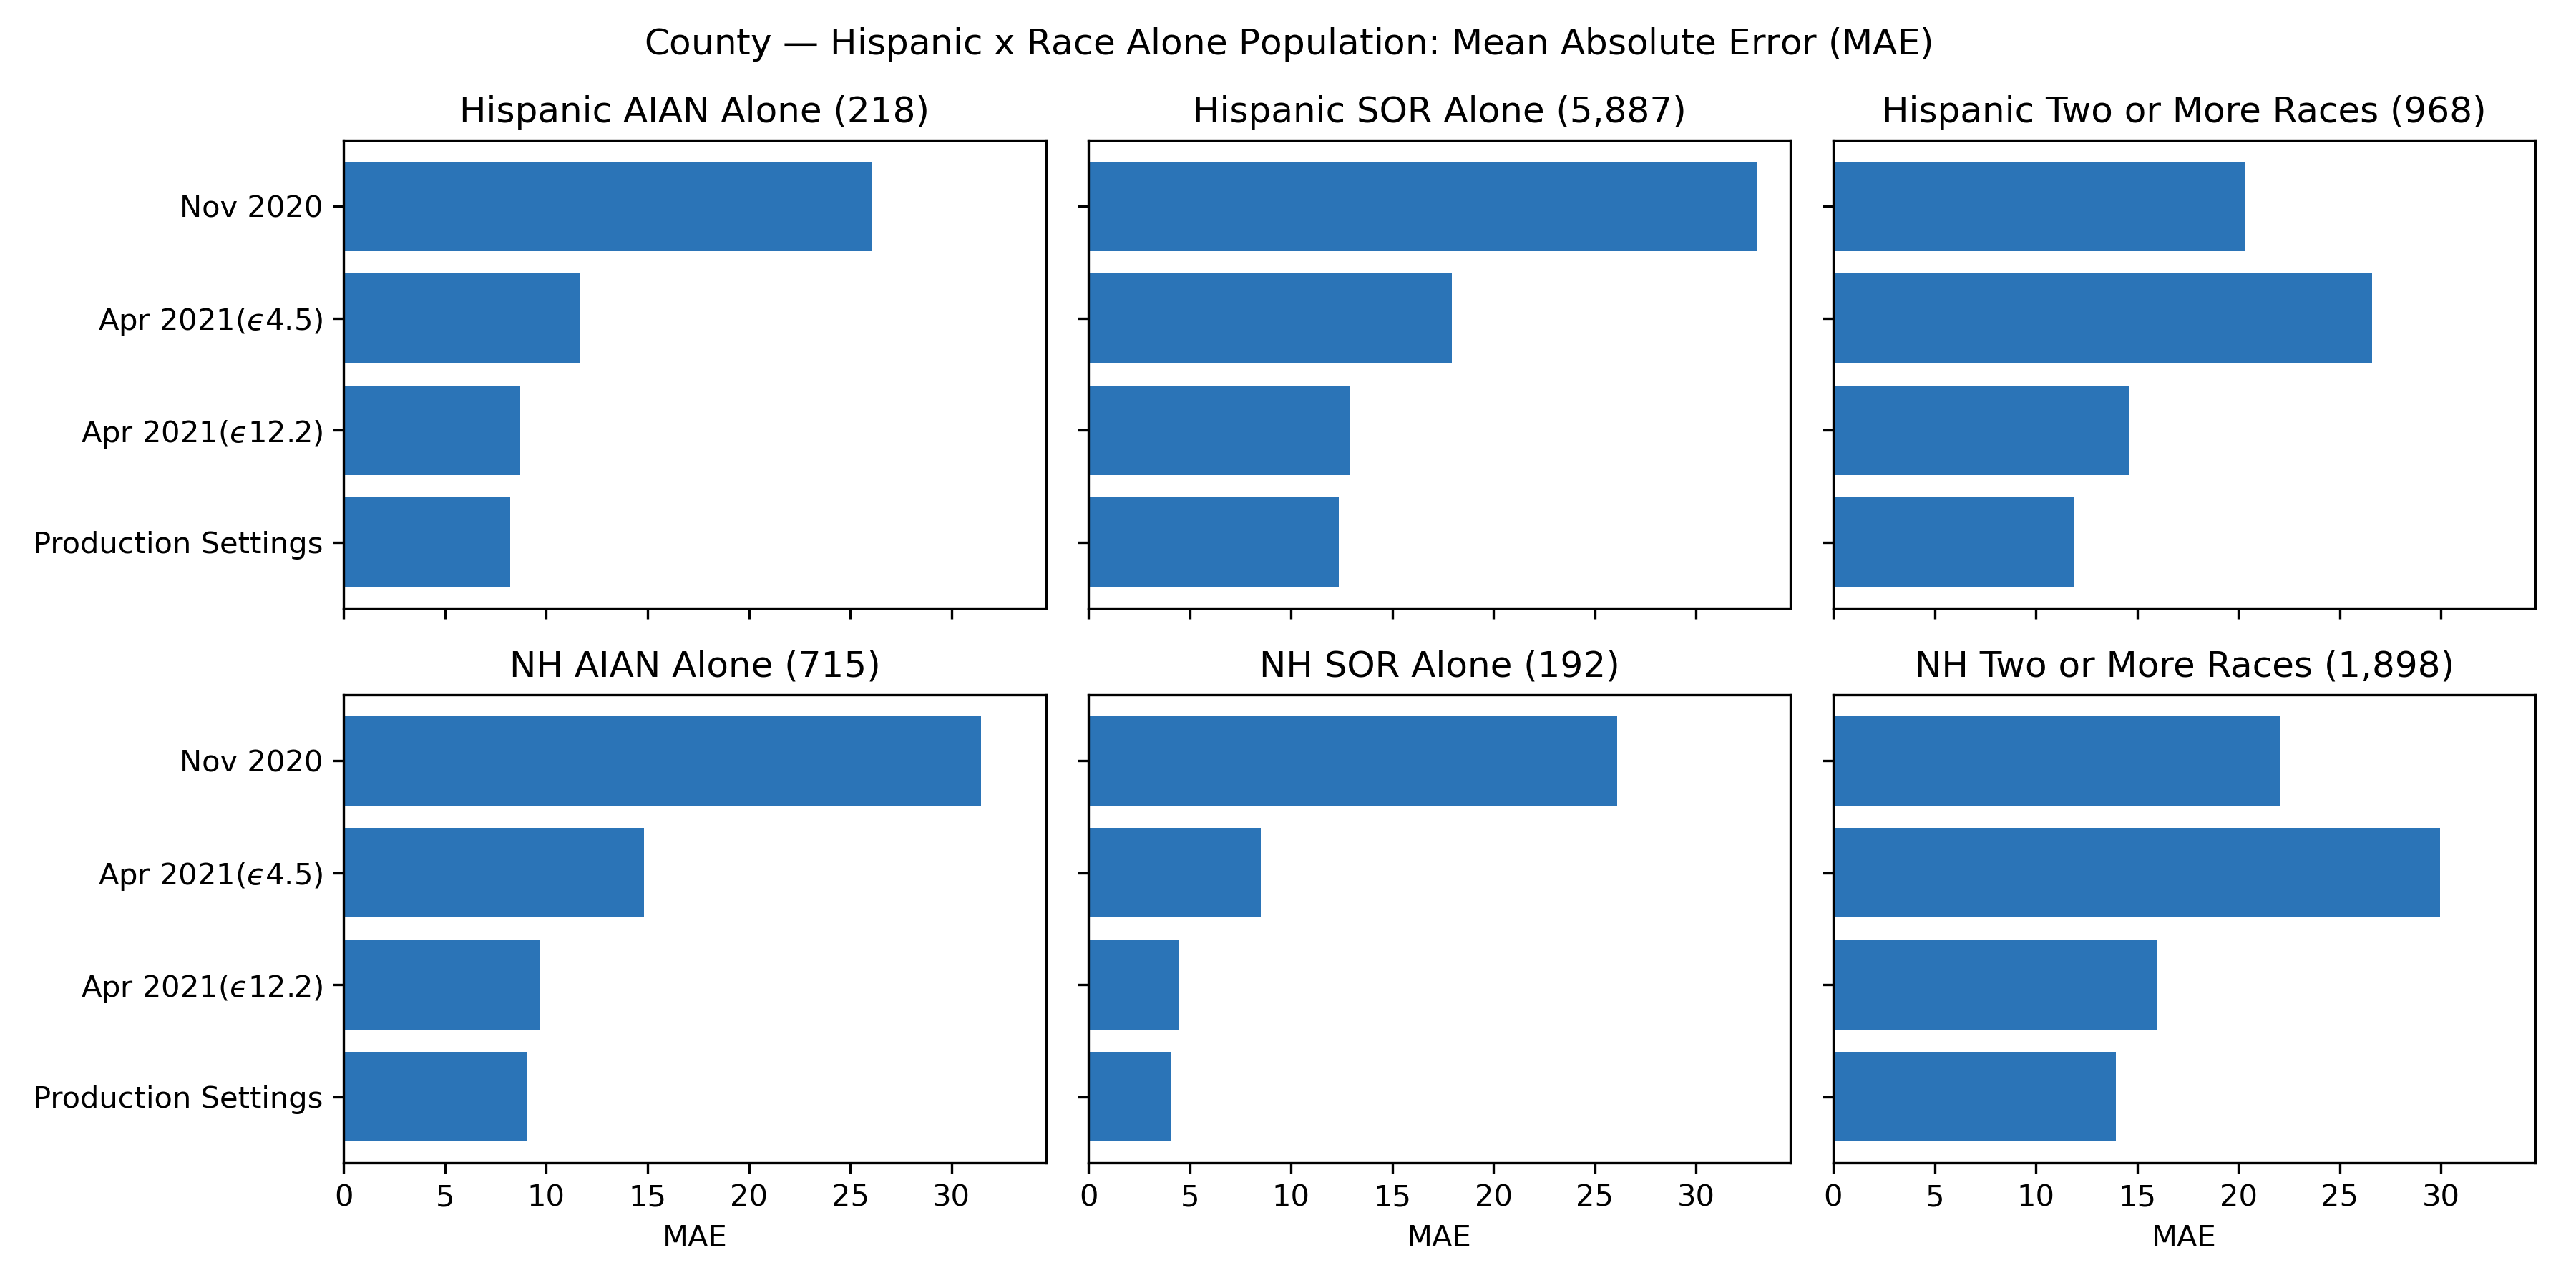 County — Hispanic x Race Alone Population: Mean Absolute Error (MAE)
Hispanic AIAN Alone (218)
Hispanic SOR Alone (5,887)
Hispanic Two or More Races (968)
Nov 2020
Apr 2021(ϵ4.5)
Apr 2021(ϵ12.2)
Production Settings
NH AIAN Alone (715)
NH SOR Alone (192)
NH Two or More Races (1,898)
Nov 2020
Apr 2021(ϵ4.5)
Apr 2021(ϵ12.2)
Production Settings
0 5 10 15 20 25 30
0 5 10 15 20 25 30
0 5 10 15 20 25 30
MAE
MAE
MAE